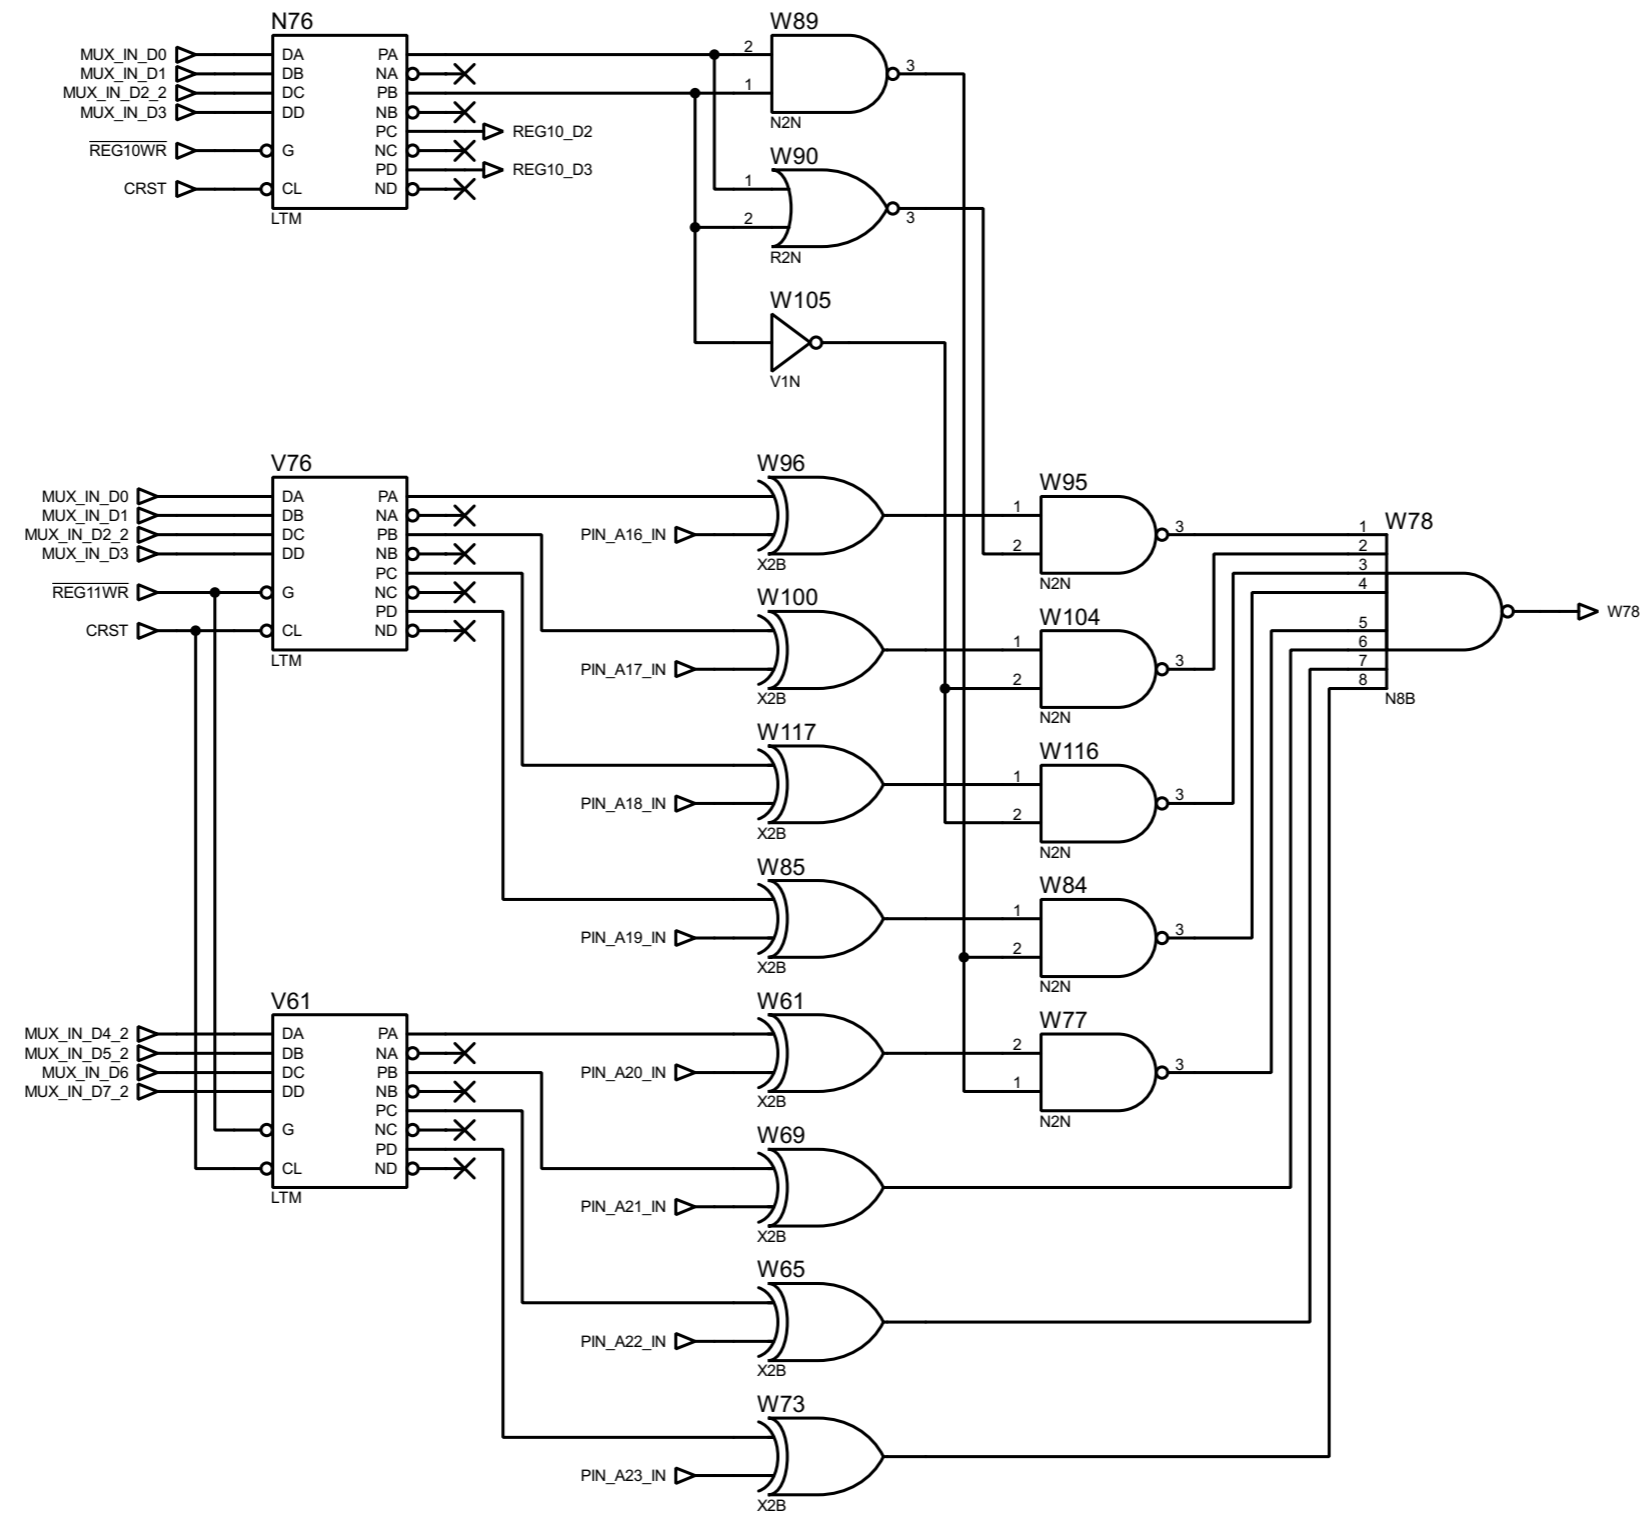 N76
W89
MUX_IN_D0 DA PA 2
MUX_IN_D1 DB NA 3
MUX_IN_D2_2 DC PB 1
MUX_IN_D3 DD NB N2N
PC REG10_D2
REG10WR G NC W90
PD REG10_D3
CRST CL ND 1
LTM 2 3
R2N
W105
V1N
V76 W96 W95
MUX_IN_D0 DA PA 1
MUX_IN_D1 DB NA 3
MUX_IN_D2_2 DC PB PIN_A16_IN 2
MUX_IN_D3 DD NB X2B N2N
PC
REG11WR G NC W100 W104
PD
CRST CL ND 1
LTM PIN_A17_IN 2 3
X2B N2N
1 W78
2
3
4
5
6
7
8
N8B
W78
W117 W116
1
PIN_A18_IN 2 3
X2B N2N
W85 W84
1
PIN_A19_IN 2 3
X2B N2N
V61 W61 W77
MUX_IN_D4_2 DA PA 2
MUX_IN_D5_2 DB NA 3
MUX_IN_D6 DC PB PIN_A20_IN 1
MUX_IN_D7_2 DD NB X2B N2N
PC
G NC W69
PD
CL ND
LTM PIN_A21_IN
X2B
W65
PIN_A22_IN
X2B
W73
PIN_A23_IN
X2B